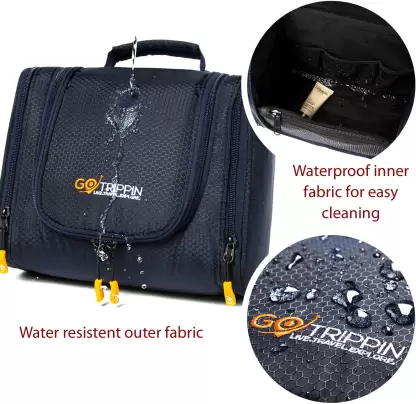 GO TRIPPIN
LIVE.TRAVEL.EXPLORE.
Waterproof inner
fabric for easy
cleaning
Water resistent outer fabric
GO TRIPPIN
LIVE.TRAVEL.EXPLORE.